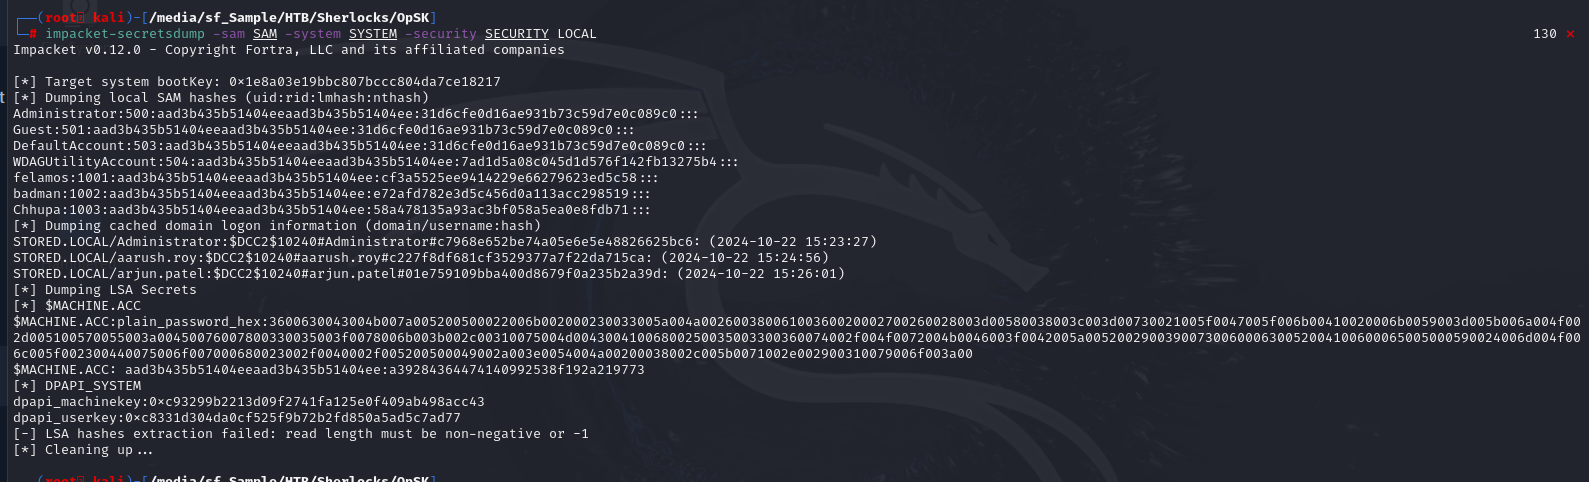 (root kali)-[/media/sf_Sample/HTB/Sherlocks/OpSK]
# impacket-secretsdump -sam SAM -system SYSTEM -security SECURITY LOCAL 130 ×
Impacket v0.12.0 - Copyright Fortra, LLC and its affiliated companies
[*] Target system bootKey: 0×1e8a03e19bbc807bccc804da7ce18217
[*] Dumping local SAM hashes (uid:rid:lmhash:nthash)
Administrator:500:aad3b435b51404eeaad3b435b51404ee:31d6cfe0d16ae931b73c59d7e0c089c0:::
Guest:501:aad3b435b51404eeaad3b435b51404ee:31d6cfe0d16ae931b73c59d7e0c089c0:::
DefaultAccount:503:aad3b435b51404eeaad3b435b51404ee:31d6cfe0d16ae931b73c59d7e0c089c0:::
WDAGUtilityAccount:504:aad3b435b51404eeaad3b435b51404ee:7ad1d5a08c045d1d576f142fb13275b4:::
felamos:1001:aad3b435b51404eeaad3b435b51404ee:cf3a5525ee9414229e66279623ed5c58:::
badman:1002:aad3b435b51404eeaad3b435b51404ee:e72afd782e3d5c456d0a113acc298519:::
Chhupa:1003:aad3b435b51404eeaad3b435b51404ee:58a478135a93ac3bf058a5ea0e8fdb71:::
[*] Dumping cached domain logon information (domain/username:hash)
STORED.LOCAL/Administrator:$DCC2$10240#Administrator#c7968e652be74a05e6e5e48826625bc6: (2024-10-22 15:23:27)
STORED.LOCAL/aarush.roy:$DCC2$10240#aarush.roy#c227f8df681cf3529377a7f22da715ca: (2024-10-22 15:24:56)
STORED.LOCAL/arjun.patel:$DCC2$10240#arjun.patel#01e759109bba400d8679f0a235b2a39d: (2024-10-22 15:26:01)
[*] Dumping LSA Secrets
[*] $MACHINE.ACC
$MACHINE.ACC:plain_password_hex:3600630043004b007a005200500022006b002000230033005a004a00260038006100360020002700260028003d00580038003c003d00730021005f0047005f006b00410020006b0059003d005b006a004f00
2d005100570055003a00450076007800330035003f0078006b003b002c00310075004d004300410068002500350033003600740002f004f0072004b0046003f0042005a00520029003900730060006300520041006000650050005900240006d004f00
6c005f002300440075006f007000680023002f0040002f005200500049002a003e0054004a00200038002c005b0071002e002900310079006f003a00
$MACHINE.ACC: aad3b435b51404eeaad3b435b51404ee:a39284364474140992538f192a219773
[*] DPAPI_SYSTEM
dpapi_machinekey:0×c93299b2213d09f2741fa125e0f409ab498acc43
dpapi_userkey:0×c8331d304da0cf525f9b72b2fd850a5ad5c7ad77
[-] LSA hashes extraction failed: read length must be non-negative or -1
[*] Cleaning up...
(root kali)-[/media/sf_Sample/HTB/Sherlocks/OpSK]